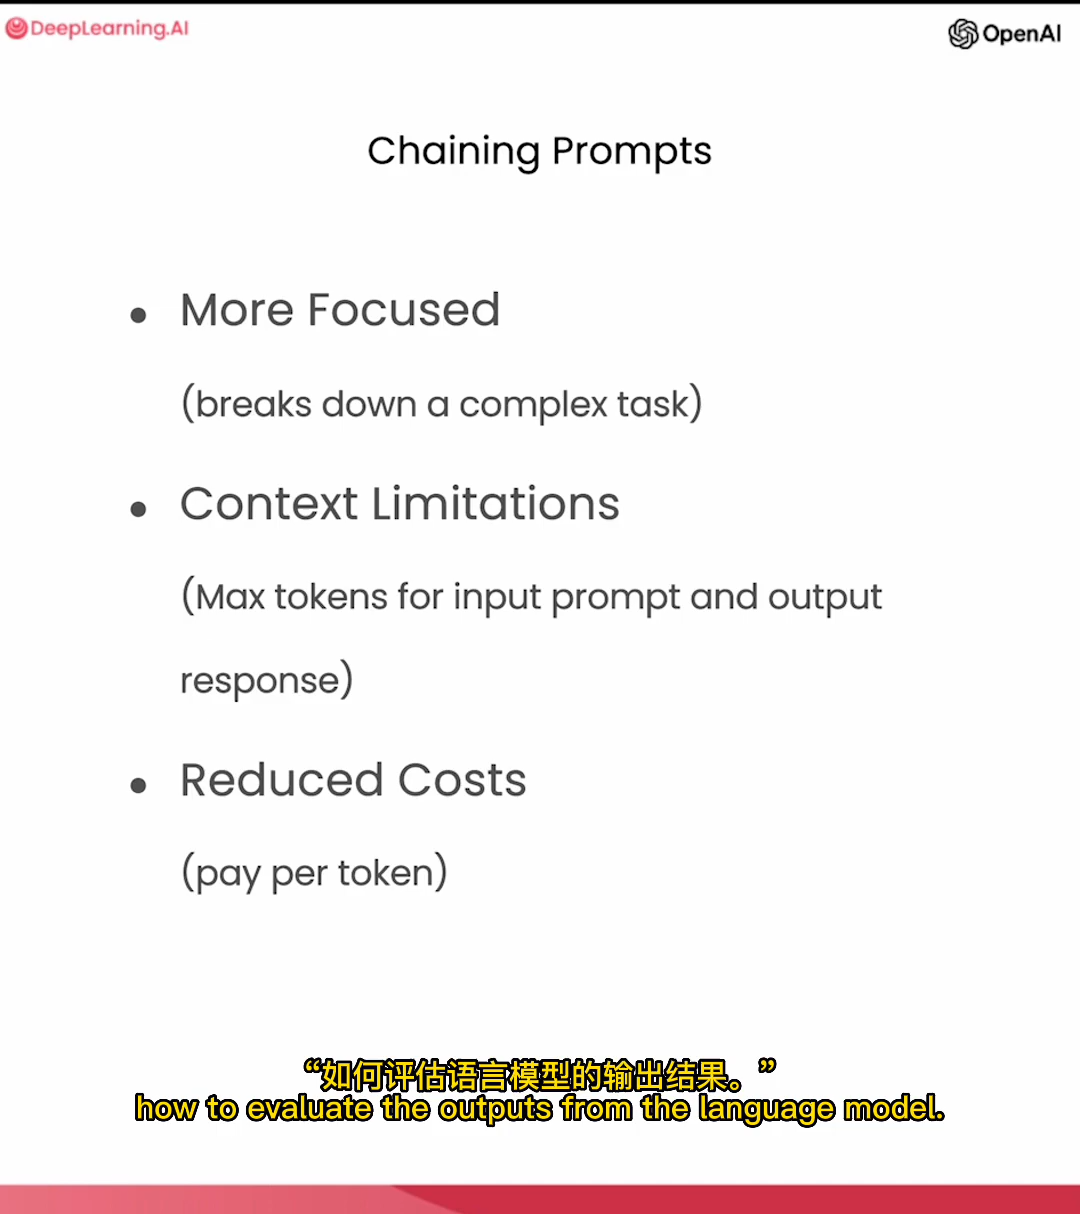 DeepLearning.AI
OpenAI
Chaining Prompts
● More Focused
(breaks down a complex task)
● Context Limitations
(Max tokens for input prompt and output
response)
● Reduced Costs
(pay per token)
“如何评估语言模型的输出结果。”
how to evaluate the outputs from the language model.